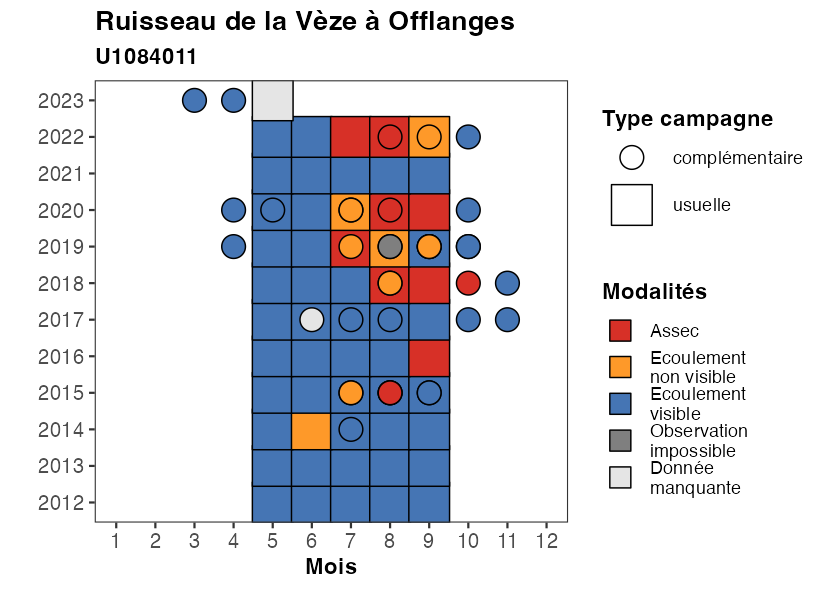 Ruisseau de la Vèze à Offlanges
U1084011
2023
2022
2021
2020
2019
2018
2017
2016
2015
2014
2013
2012
1 2 3 4 5 6 7 8 9 10 11 12
Mois
Type campagne
complémentaire
usuelle
Modalités
Assec
Ecoulement
non visible
Ecoulement
visible
Observation
impossible
Donnée
manquante